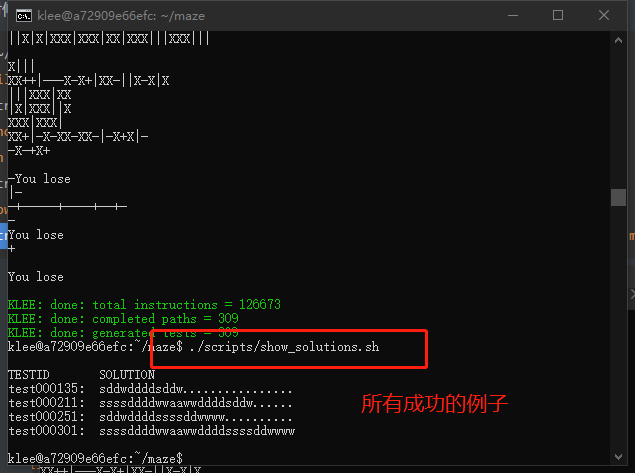 klee@a72909e66efc: ~/maze
||X|X|XXX|XXX|XX|XXX|||XXX|||
X|||
XX++|---X-X+|XX-||X-X|X
|||XXX|XX
|X|XXX||X
XXX|XXX|
XX+|-X-XX-XX-|-X+X|-
-X-+X+
-You lose
|-
-+-----+----+--+-
-
You lose
+
You lose
KLEE: done: total instructions = 126673
KLEE: done: completed paths = 309
KLEE: done: generated tests = 309
klee@a72909e66efc:~/maze$ ./scripts/show_solutions.sh
TESTID SOLUTION
test000135: sddwddddsddw..............
test000211: ssssddddwwaawwddddsddw......
test000251: sddwddddssssddwwww..........
test000301: ssssddddwwaawwddddssssddwwww
所有成功的例子
klee@a72909e66efc:~/maze$